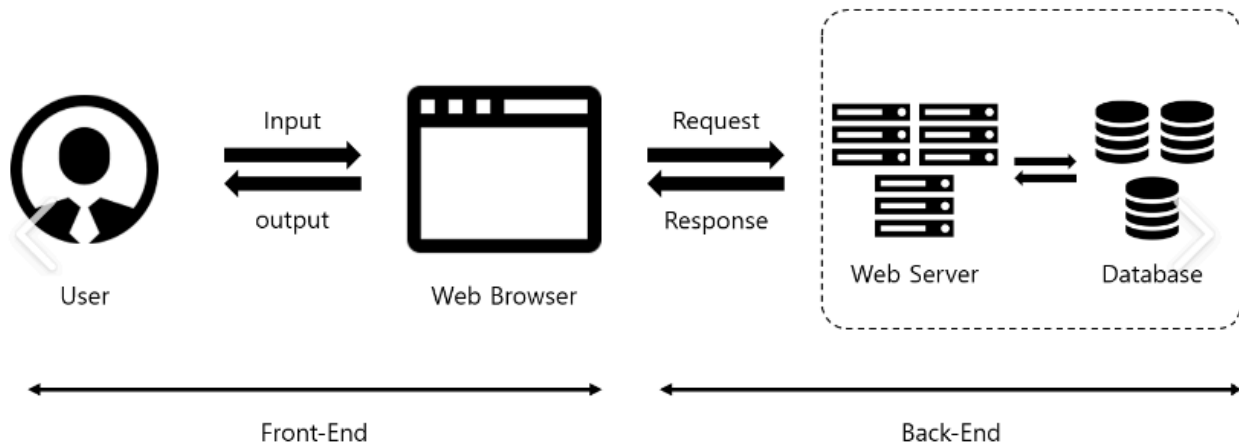 Input
output
User
Web Browser
Request
Response
Web Server
Database
Front-End
Back-End